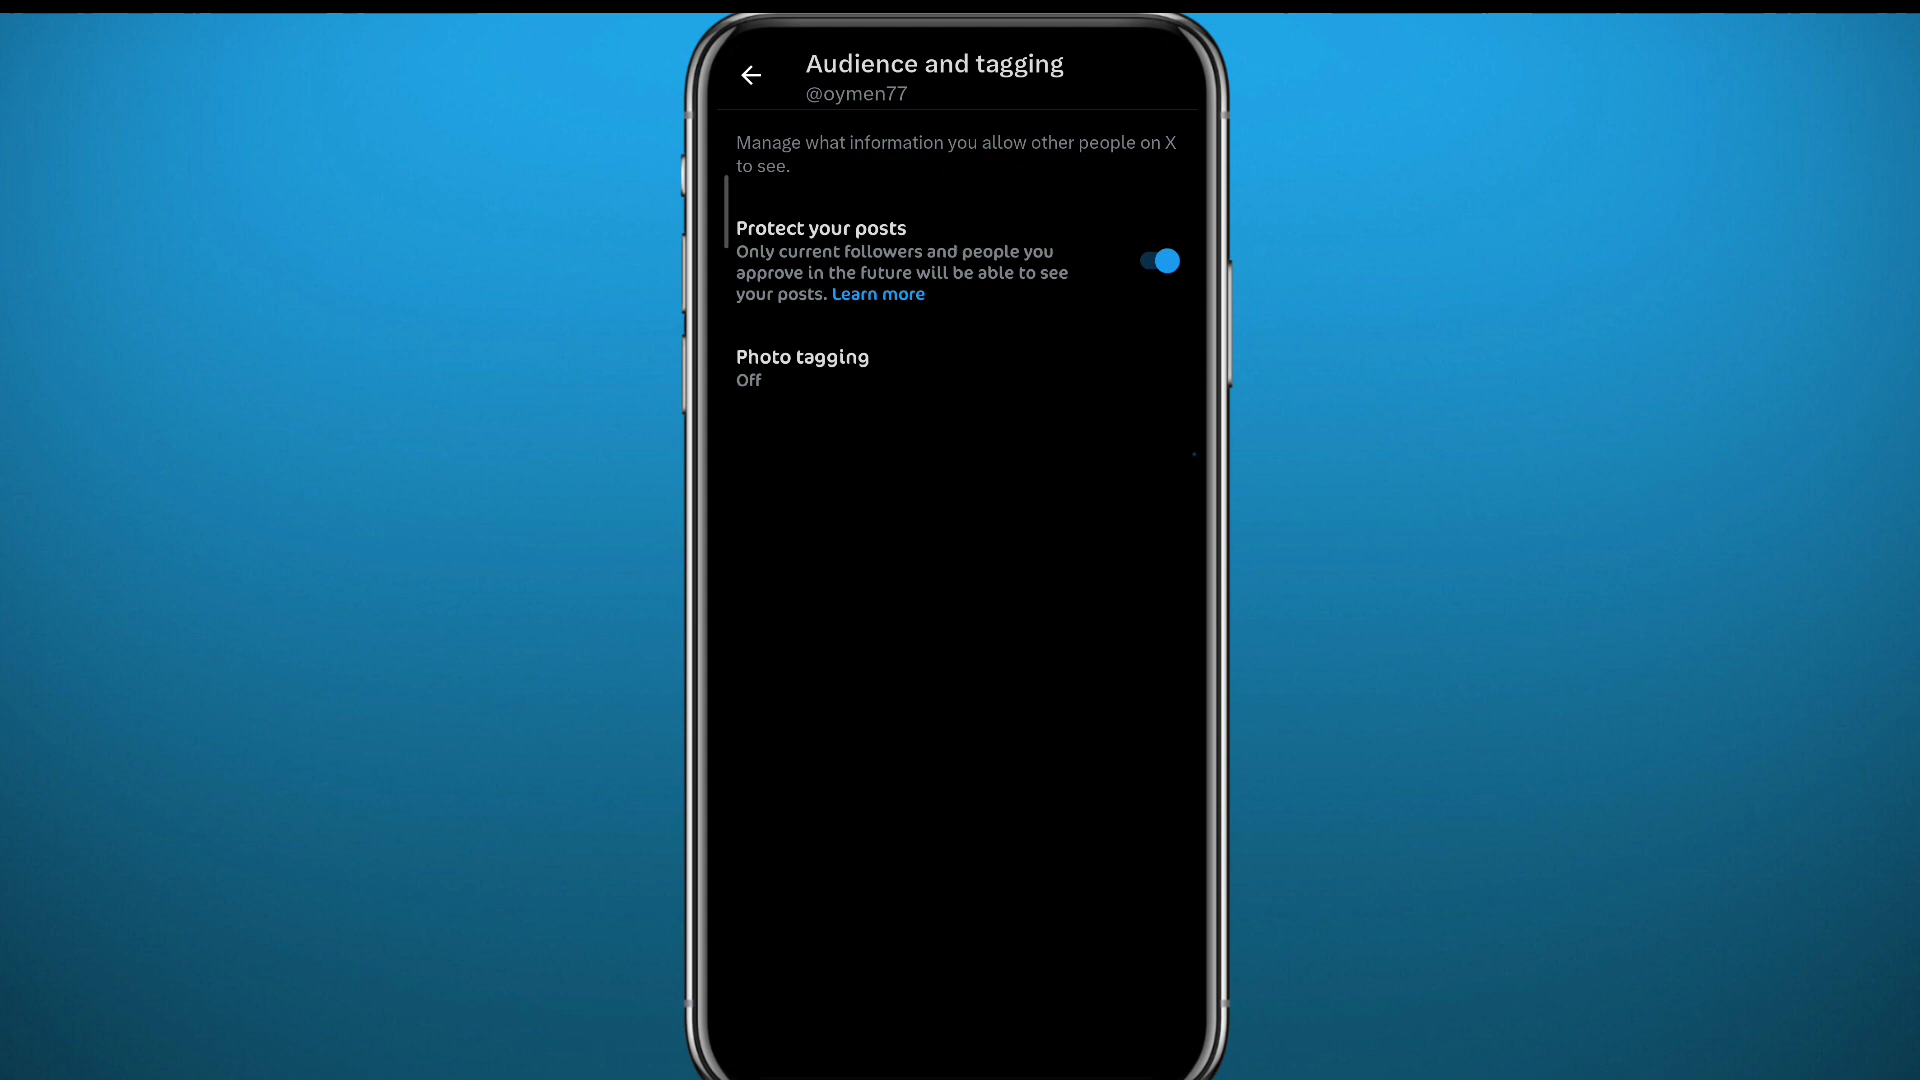 Audience and tagging
@oymen77
Manage what information you allow other people on X
to see.
Protect your posts
Only current followers and people you
approve in the future will be able to see
your posts. Learn more
Photo tagging
Off